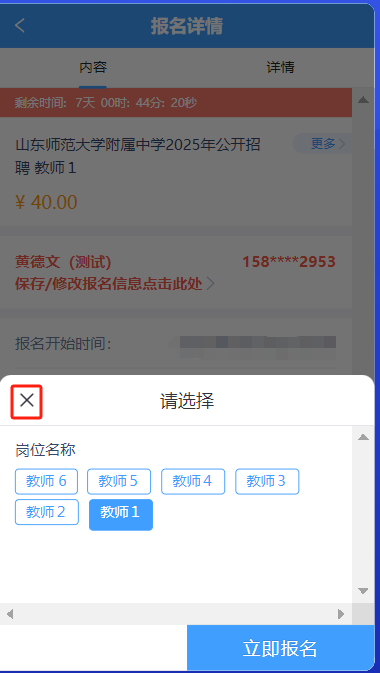 报名详情
内容 详情
剩余时间: 7天 00时: 44分: 20秒
山东师范大学附属中学2025年公开招 更多
聘 教师1
¥ 40.00
黄德文（测试） 158****2953
保存/修改报名信息点击此处
报名开始时间：
请选择
岗位名称
教师6 教师5 教师4 教师3
教师2 教师1
立即报名